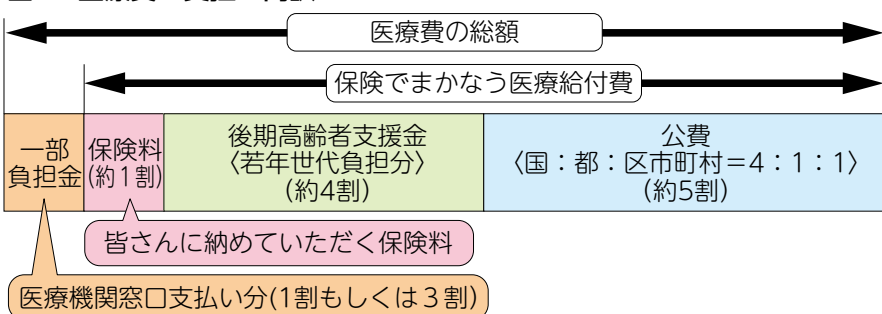 医療費の総額
保険でまかなう医療給付費
一部
負担金
保険料
(約1割)
後期高齢者支援金
〈若年世代負担分〉
(約4割)
公費
〈国：都：区市町村＝4：1：1〉
(約5割)
皆さんに納めていただく保険料
医療機関窓口支払い分(1割もしくは３割)